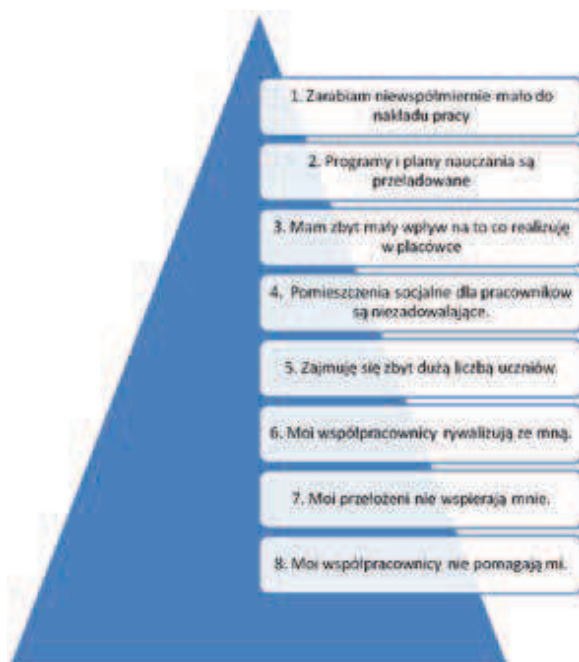 1. Zarabiam niewspółmiernie mało do
nakładu pracy
2. Programy i plany nauczania są
przeładowane
3. Mam zbyt mały wpływ na to co realizuję
w placówce
4. Pomieszczenia socjalne dla pracowników
są niezadowalające.
5. Zajmuję się zbyt dużą liczbą uczniów.
6. Moi współpracownicy rywalizują ze mną.
7. Moi przełożeni nie wspierają mnie.
8. Moi współpracownicy nie pomagają mi.